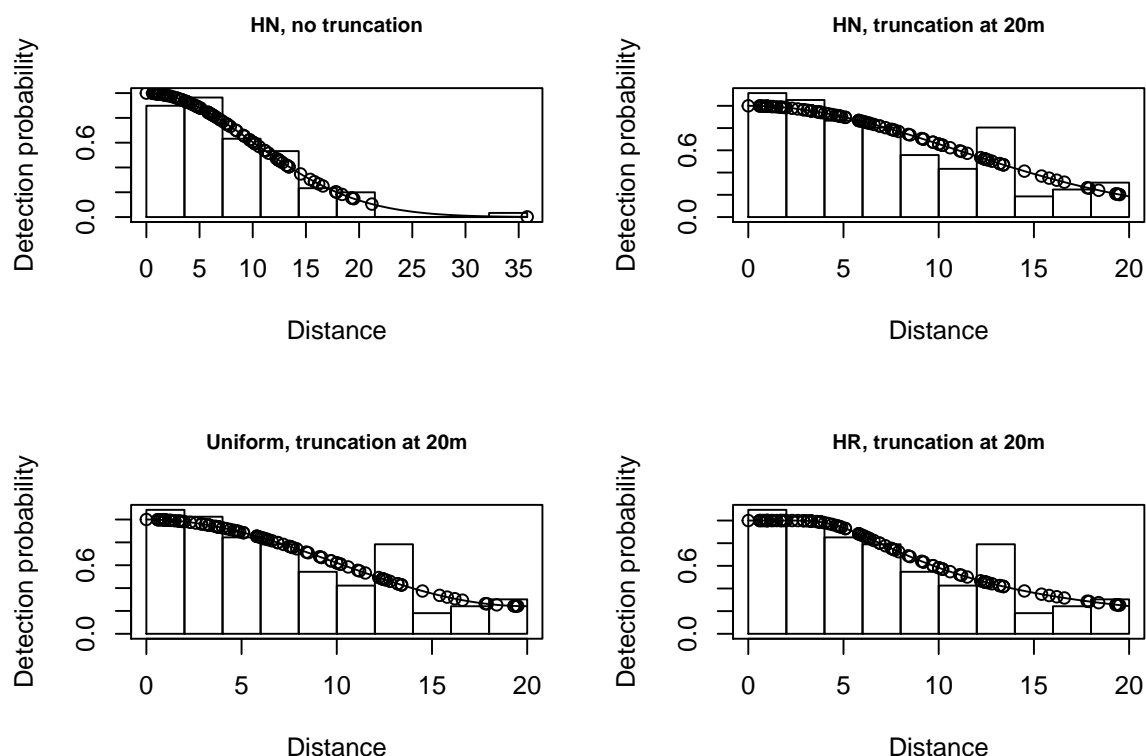 HN, no truncation
Detection probability
0.0 0.6
0 5 10 15 20 25 30 35
Distance
HN, truncation at 20m
Detection probability
0.0 0.6
0 5 10 15 20
Distance
Uniform, truncation at 20m
Detection probability
0.0 0.6
0 5 10 15 20
Distance
HR, truncation at 20m
Detection probability
0.0 0.6
0 5 10 15 20
Distance